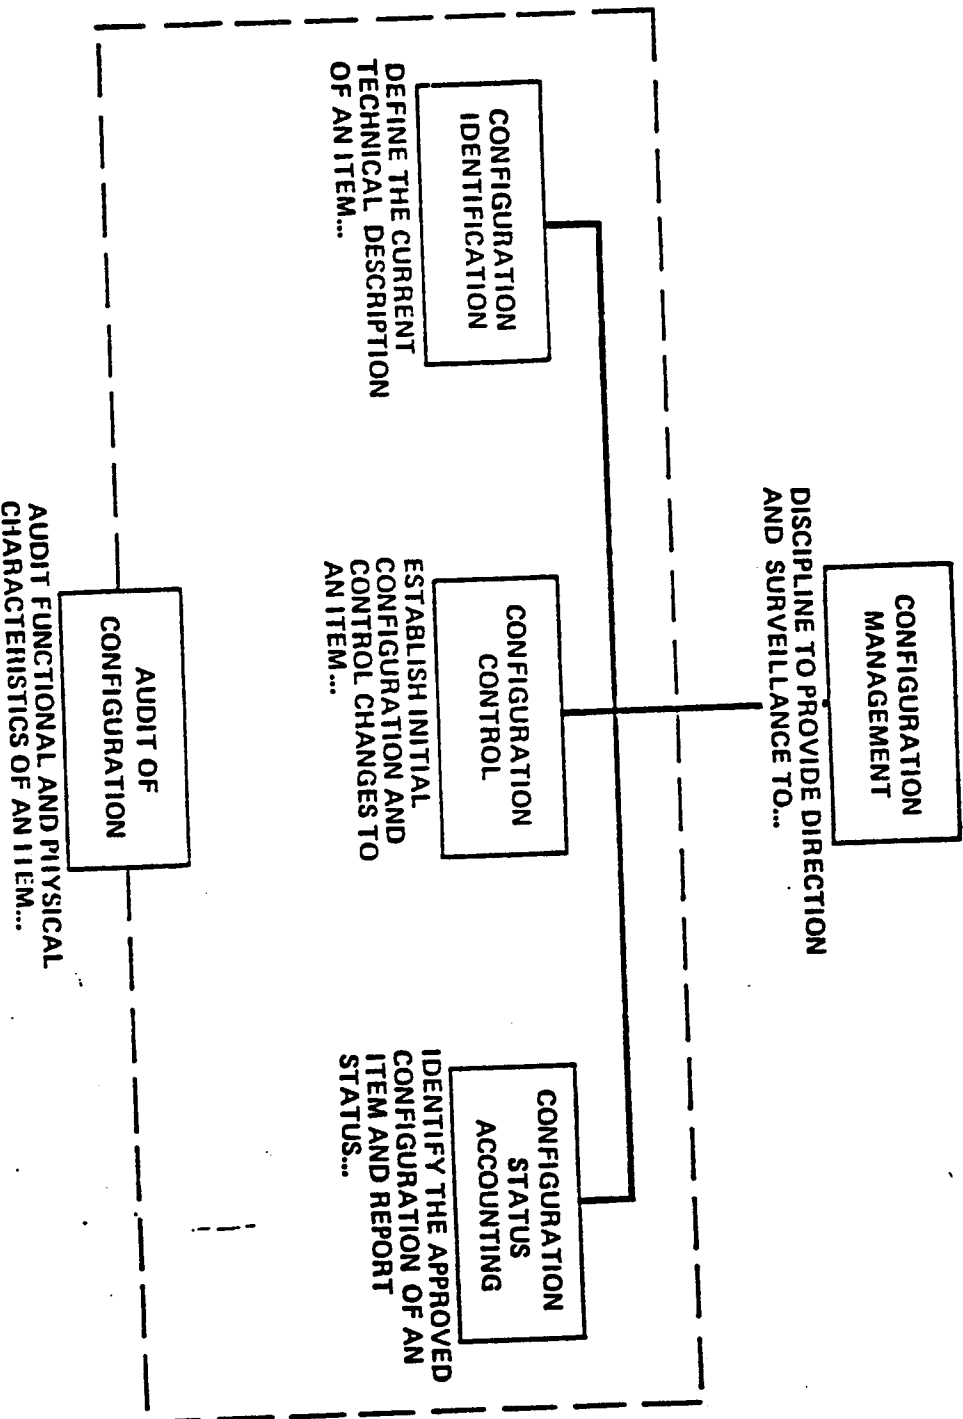 CONFIGURATION
MANAGEMENT
DISCIPLINE TO PROVIDE DIRECTION
AND SURVEILLANCE TO...
CONFIGURATION
IDENTIFICATION
DEFINE THE CURRENT
TECHNICAL DESCRIPTION
OF AN ITEM...
CONFIGURATION
CONTROL
ESTABLISH INITIAL
CONFIGURATION AND
CONTROL CHANGES TO
AN ITEM...
CONFIGURATION
STATUS
ACCOUNTING
IDENTIFY THE APPROVED
CONFIGURATION OF AN
ITEM AND REPORT
STATUS...
AUDIT OF
CONFIGURATION
AUDIT FUNCTIONAL AND PHYSICAL
CHARACTERISTICS OF AN ITEM...